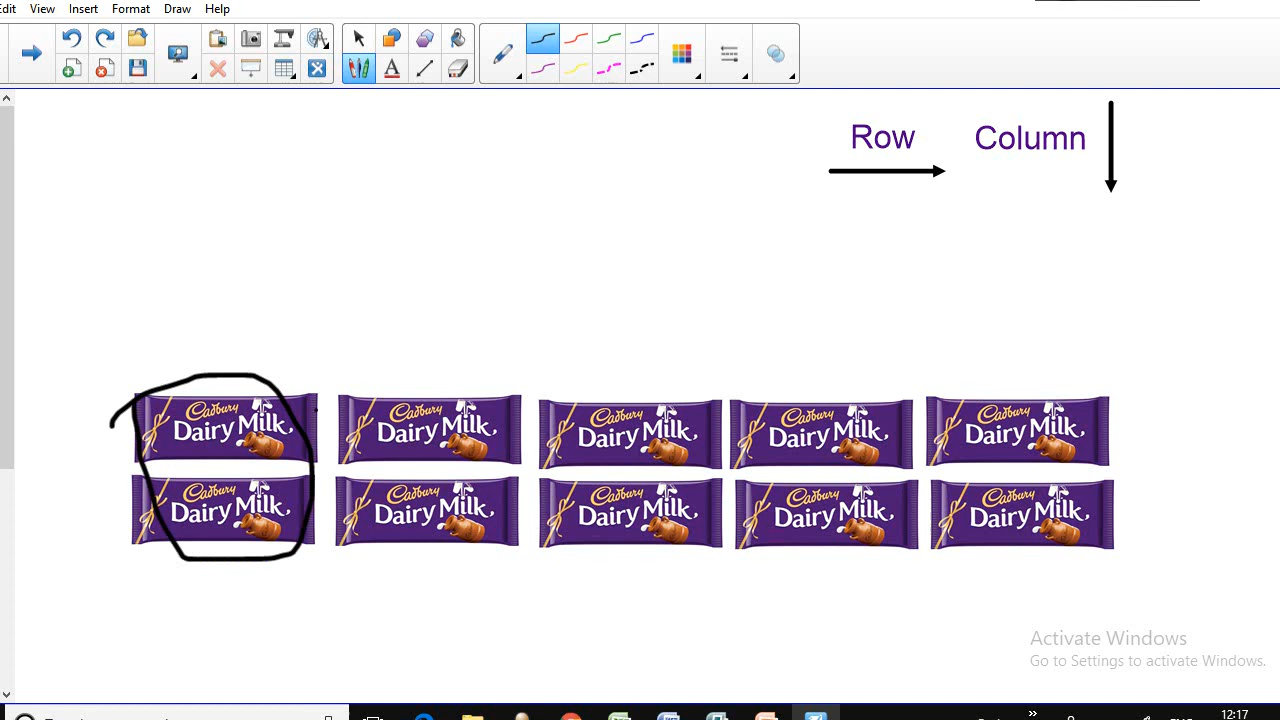 Edit View Insert Format Draw Help
Row Column
Cadbury Cadbury Cadbury Cadbury Cadbury
Dairy Milk Dairy Milk Dairy Milk Dairy Milk Dairy Milk
Cadbury Cadbury Cadbury Cadbury Cadbury
Dairy Milk Dairy Milk Dairy Milk Dairy Milk Dairy Milk
Activate Windows
Go to Settings to activate Windows.
12:17